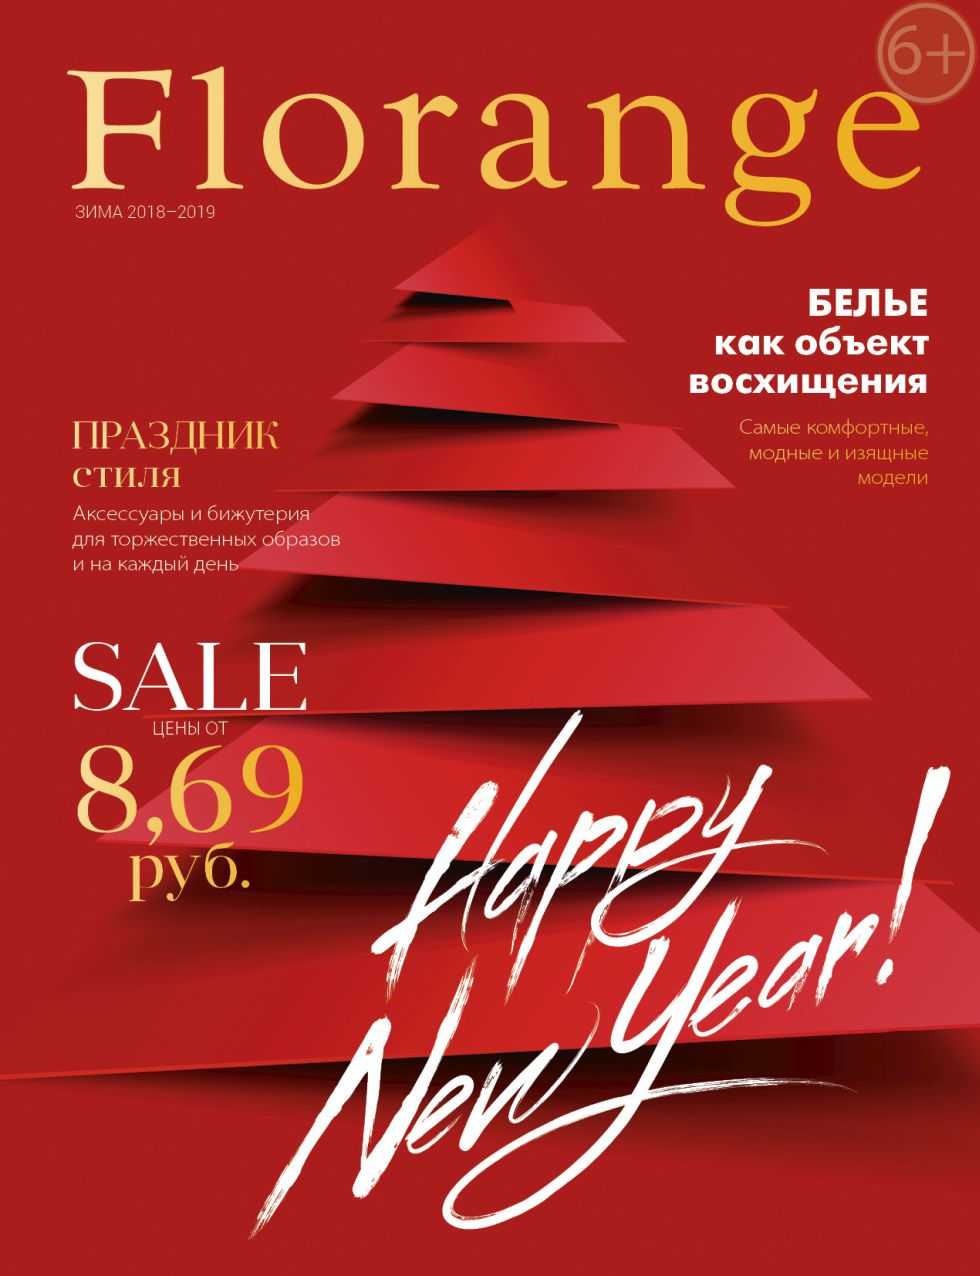 6+
Florange
ЗИМА 2018–2019
БЕЛЬЕ
как объект
восхищения
Самые комфортные,
модные и изящные
модели
ПРАЗДНИК
стиля
Аксессуары и бижутерия
для торжественных образов
и на каждый день
SALE
ЦЕНЫ ОТ
8,69
руб.
Happy
New Year!